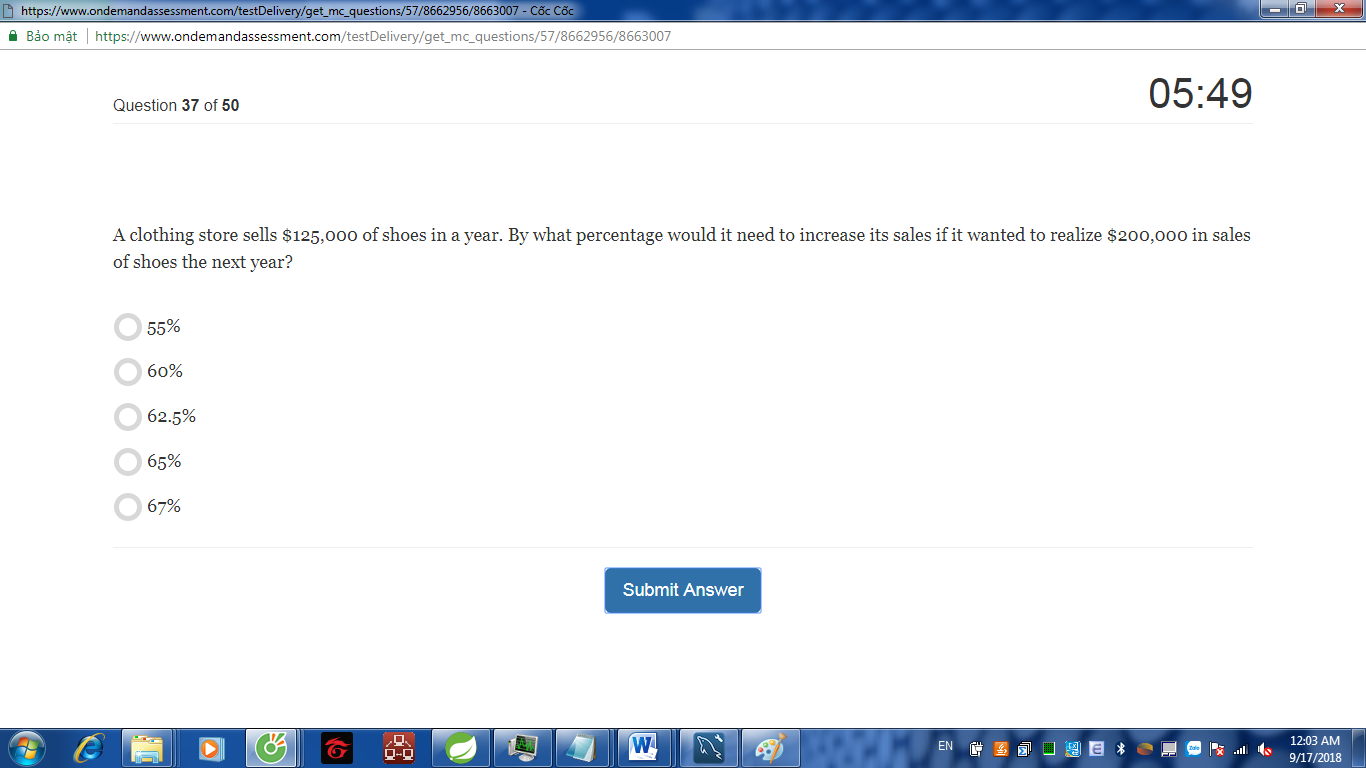 https://www.ondemandassessment.com/testDelivery/get_mc_questions/57/8662956/8663007 - Cốc Cốc
Bảo mật https://www.ondemandassessment.com/testDelivery/get_mc_questions/57/8662956/8663007
Question 37 of 50
05:49
A clothing store sells $125,000 of shoes in a year. By what percentage would it need to increase its sales if it wanted to realize $200,000 in sales
of shoes the next year?
55%
60%
62.5%
65%
67%
Submit Answer
EN
12:03 AM
9/17/2018